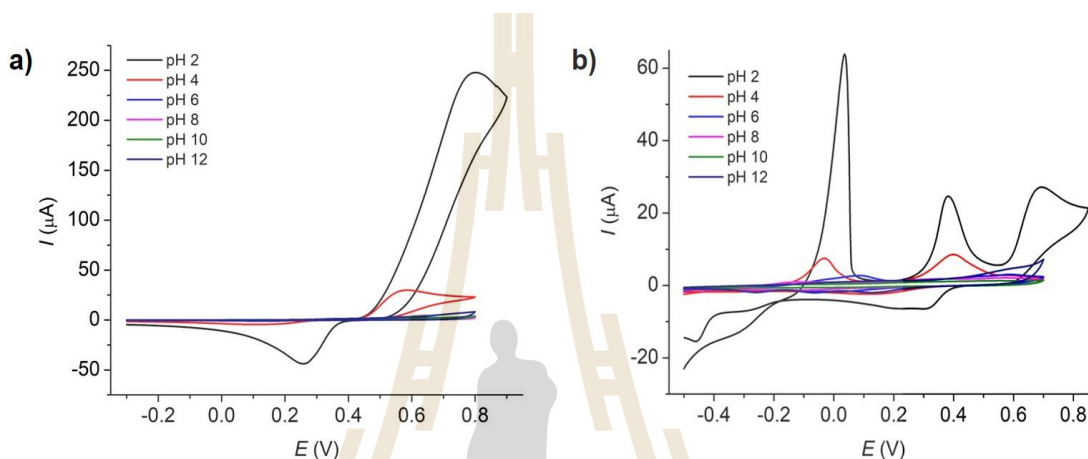 a)
pH 2
pH 4
pH 6
pH 8
pH 10
pH 12
250
200
150
100
50
0
-50
I (µA)
-0.2 0.0 0.2 0.4 0.6 0.8
E (V)
b)
pH 2
pH 4
pH 6
pH 8
pH 10
pH 12
60
40
20
0
-20
I (µA)
-0.4 -0.2 0.0 0.2 0.4 0.6 0.8
E (V)